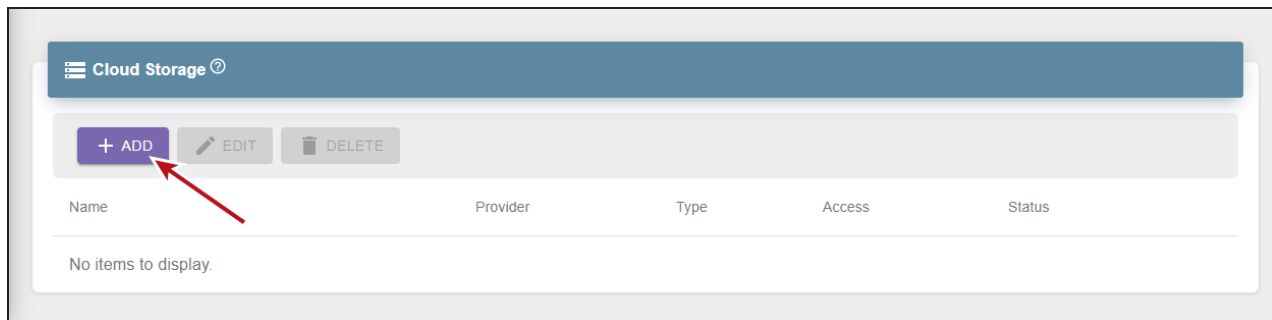 Cloud Storage ?
+ ADD EDIT DELETE
Name Provider Type Access Status
No items to display.